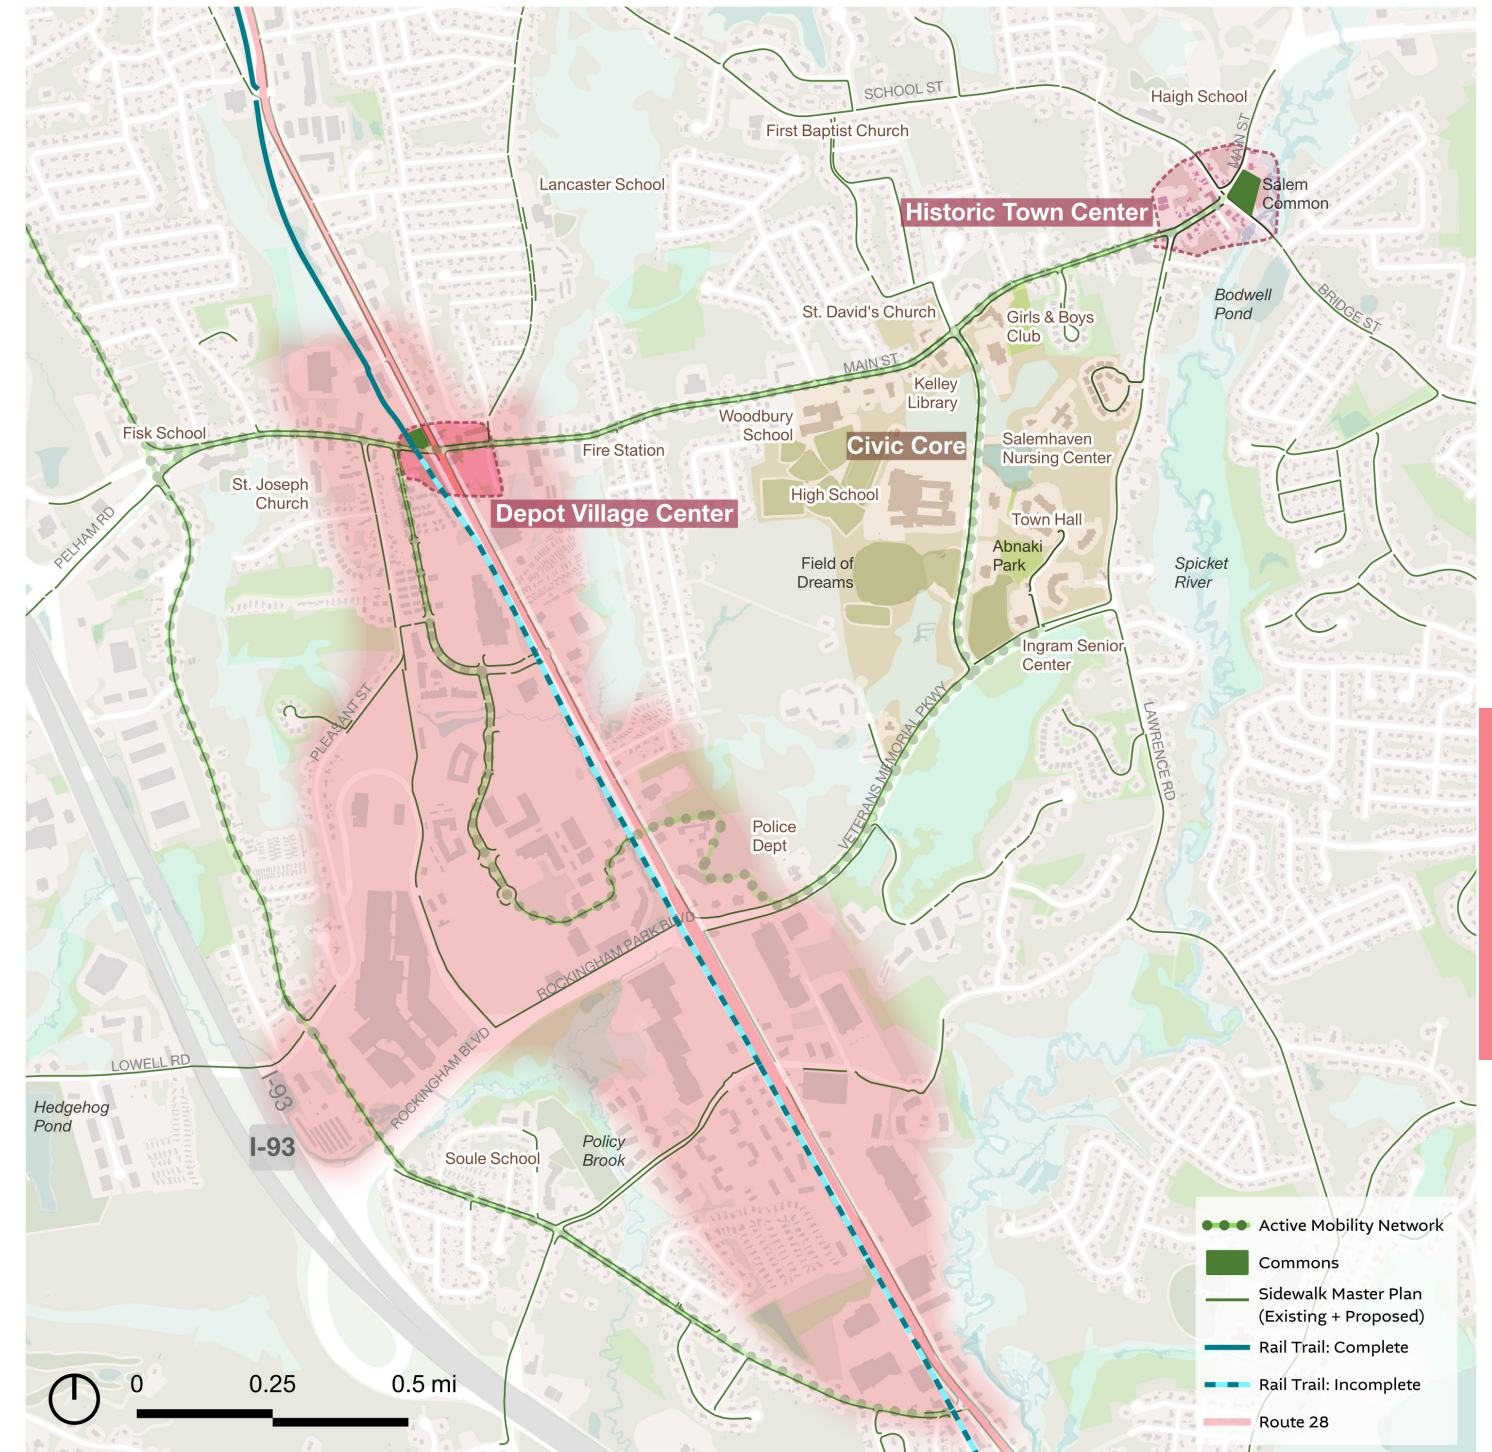 SCHOOL ST
Haigh School
MAIN ST
First Baptist Church
Lancaster School
Salem
Common
Historic Town Center
Bodwell
Pond
BRIDGE ST
St. David's Church
Girls & Boys
Club
MAIN ST
Kelley
Library
Woodbury
School
Fisk School
Fire Station
Civic Core
Salemhaven
Nursing Center
St. Joseph
Church
High School
Depot Village Center
Town Hall
PELHAM RD
Abnaki
Park
Field of
Dreams
Spicket
River
Ingram Senior
Center
PLEASANT ST
VETERANS MEMORIAL PKWY
LAWRENCE RD
Police
Dept
ROCKINGHAM PARK BLVD
ROCKINGHAM BLVD
LOWELL RD
I-93
Hedgehog
Pond
I-93
Soule School
Policy
Brook
Active Mobility Network
Commons
Sidewalk Master Plan
(Existing + Proposed)
Rail Trail: Complete
Rail Trail: Incomplete
Route 28
0 0.25 0.5 mi